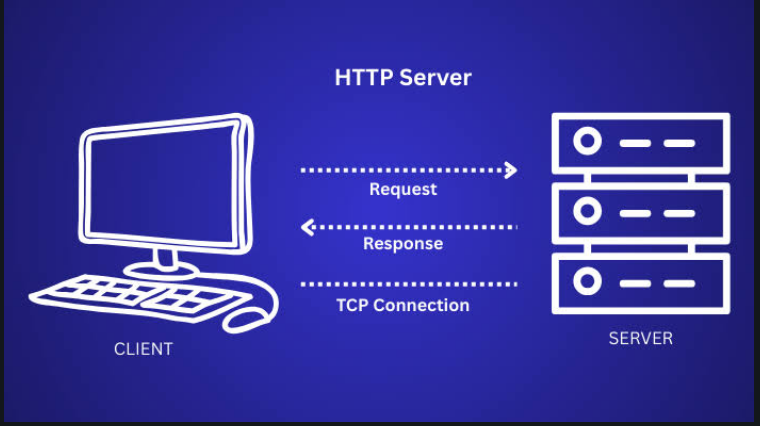 HTTP Server
Request
Response
TCP Connection
CLIENT
SERVER